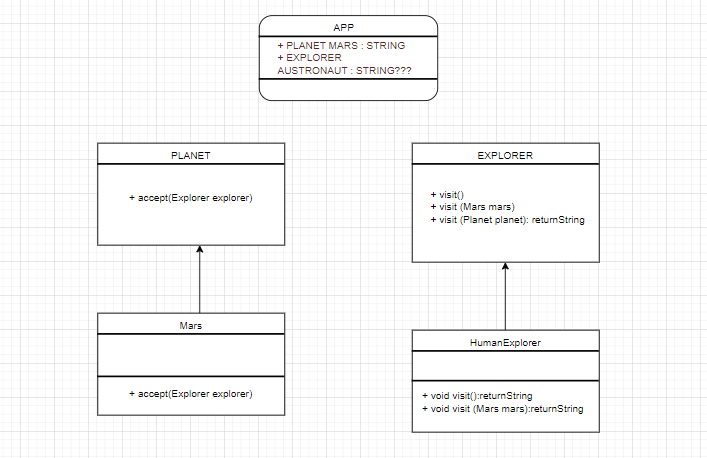 APP
+ PLANET MARS : STRING
+ EXPLORER
AUSTRONAUT : STRING???
PLANET
+ accept(Explorer explorer)
EXPLORER
+ visit()
+ visit (Mars mars)
+ visit (Planet planet): returnString
Mars
+ accept(Explorer explorer)
HumanExplorer
+ void visit():returnString
+ void visit (Mars mars):returnString